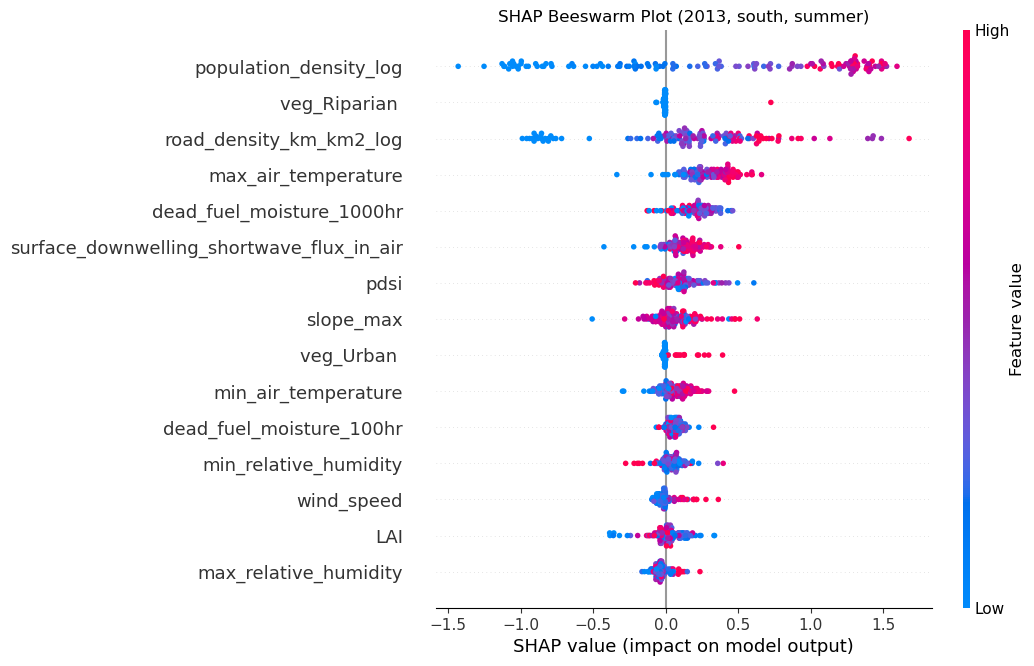 SHAP Beeswarm Plot (2013, south, summer)
High
population_density_log
veg_Riparian
road_density_km_km2_log
max_air_temperature
dead_fuel_moisture_1000hr
surface_downwelling_shortwave_flux_in_air
pdsi
slope_max
veg_Urban
min_air_temperature
dead_fuel_moisture_100hr
min_relative_humidity
wind_speed
LAI
max_relative_humidity
Feature value
Low
−1.5 −1.0 −0.5 0.0 0.5 1.0 1.5
SHAP value (impact on model output)